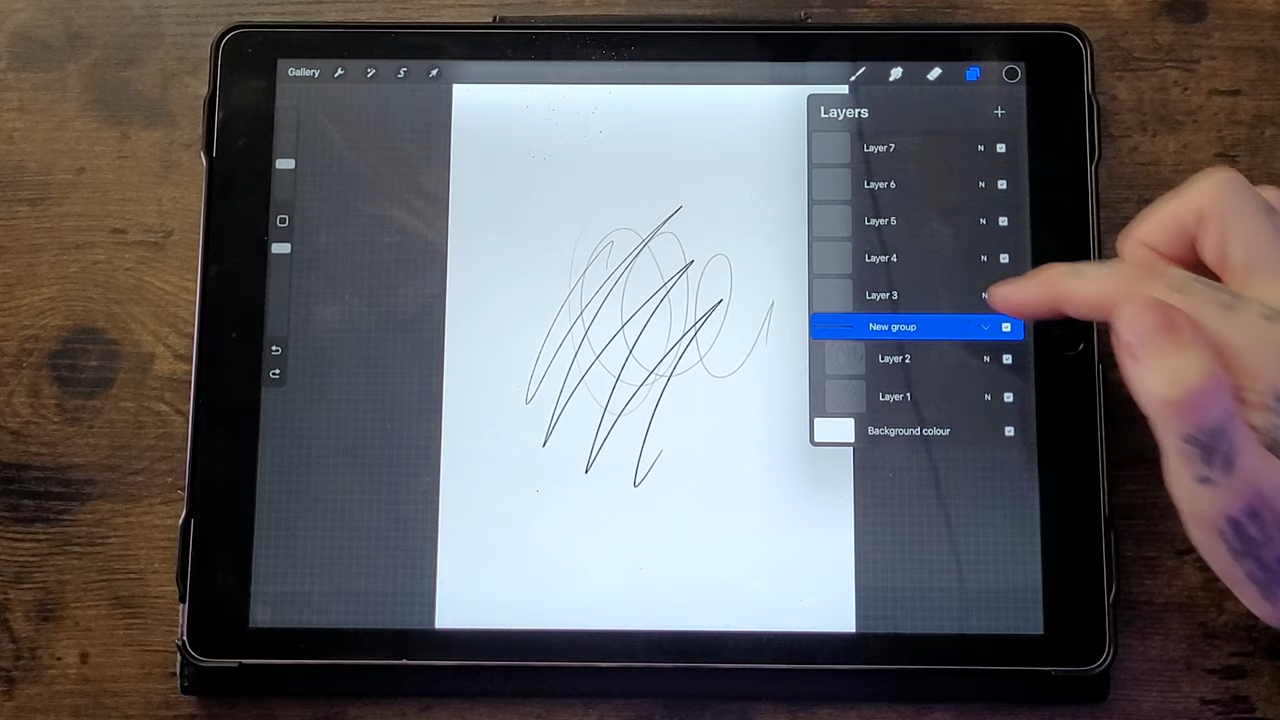 Gallery
Layers
Layer 7 N
Layer 6 N
Layer 5 N
Layer 4 N
Layer 3 N
New group
Layer 2 N
Layer 1 N
Background colour